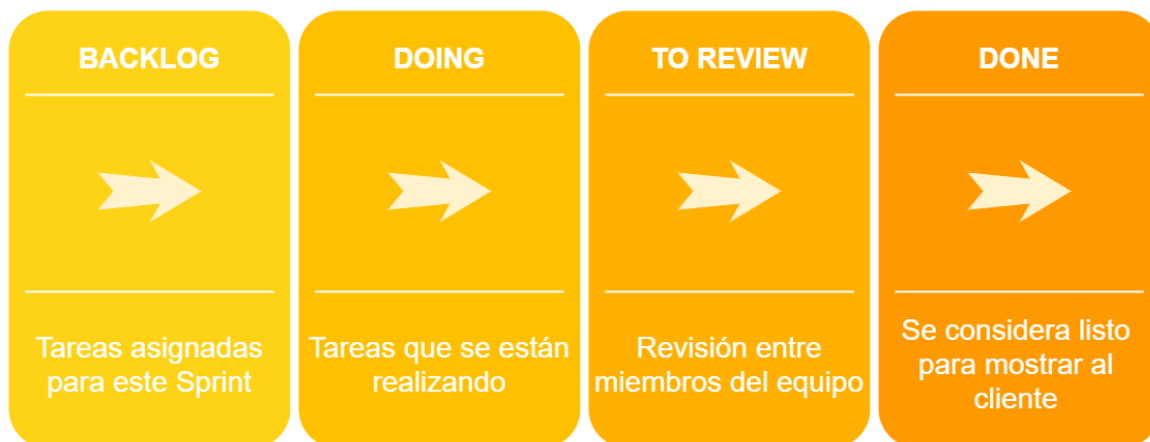 BACKLOG
Tareas asignadas
para este Sprint
DOING
Tareas que se están
realizando
TO REVIEW
Revisión entre
miembros del equipo
DONE
Se considera listo
para mostrar al
cliente